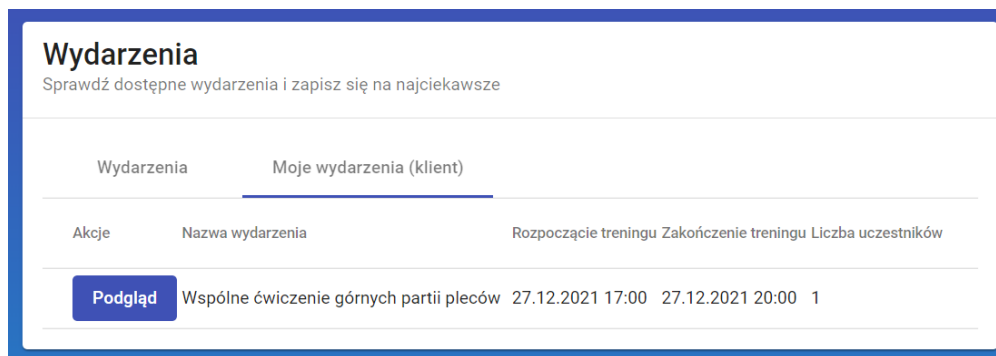 Wydarzenia
Sprawdź dostępne wydarzenia i zapisz się na najciekawsze
Wydarzenia Moje wydarzenia (klient)
Akcje Nazwa wydarzenia Rozpoczącie treningu Zakończenie treningu Liczba uczestników
Podgląd Wspólne ćwiczenie górnych partii pleców 27.12.2021 17:00 27.12.2021 20:00 1